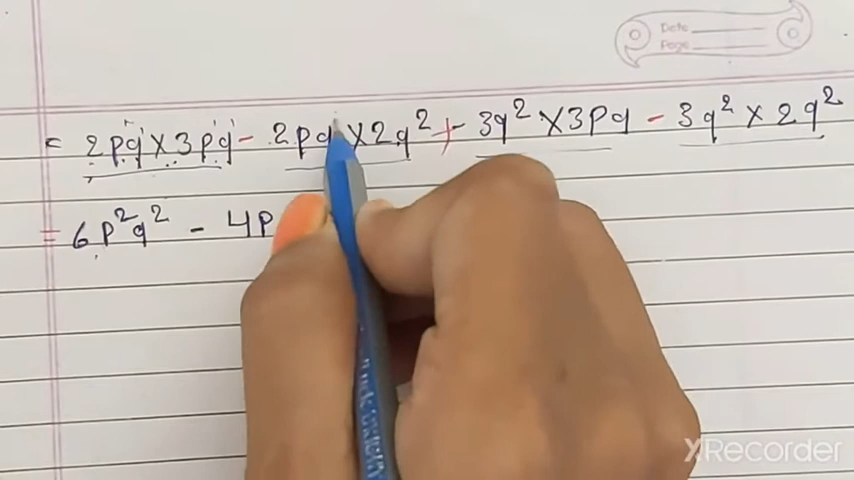 Date
Page
= 2pq × 3pq - 2pq × 2q² + 3q² × 3pq - 3q² × 2q²
= 6p²q² - 4p
XRecorder